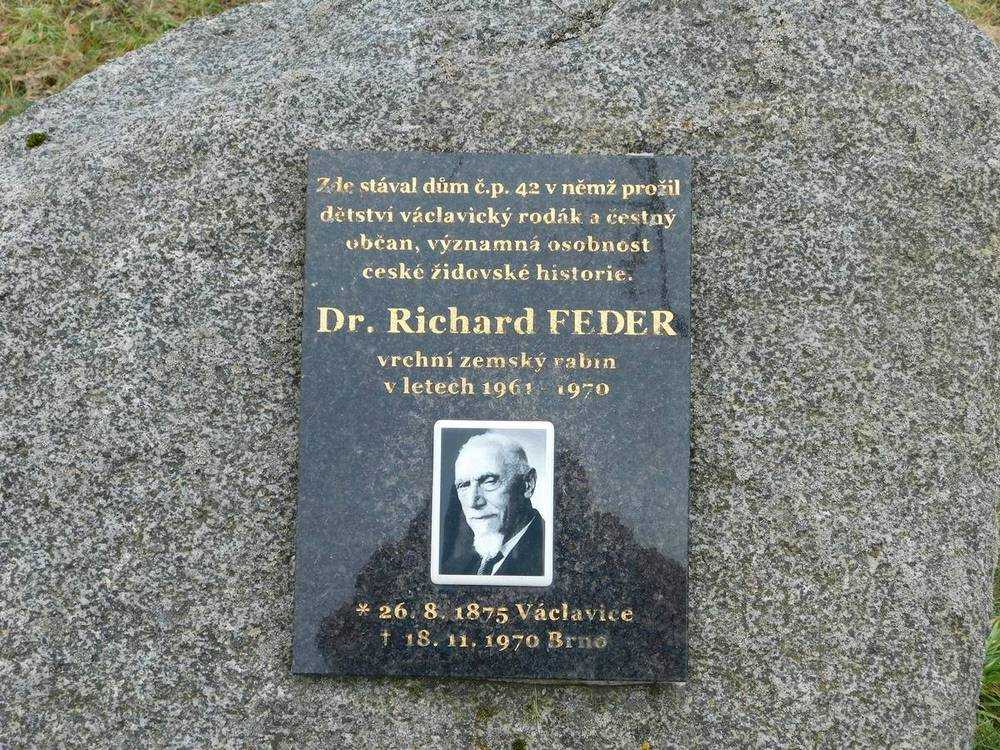 Zde stával dům č.p. 42 v němž prožil
dětství václavický rodák a čestný
občan, významná osobnost
české židovské historie.
Dr. Richard FEDER
vrchní zemský rabín
v letech 1961 - 1970
* 26. 8. 1875 Václavice
† 18. 11. 1970 Brno